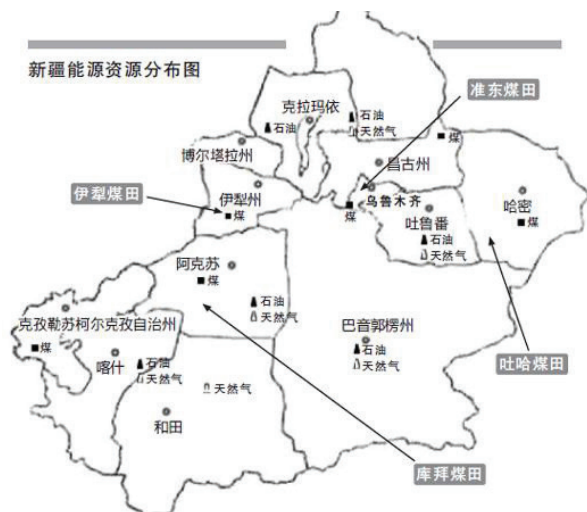 新疆能源资源分布图
准东煤田
克拉玛依
石油
石油
天然气
煤
博尔塔拉州
昌古州
伊犁煤田
伊犁州
煤
乌鲁木齐
煤
吐鲁番
哈密
煤
石油
天然气
阿克苏
煤
石油
天然气
克孜勒苏柯尔克孜自治州
巴音郭楞州
煤
喀什
石油
天然气
石油
天然气
天然气
吐哈煤田
和田
库拜煤田